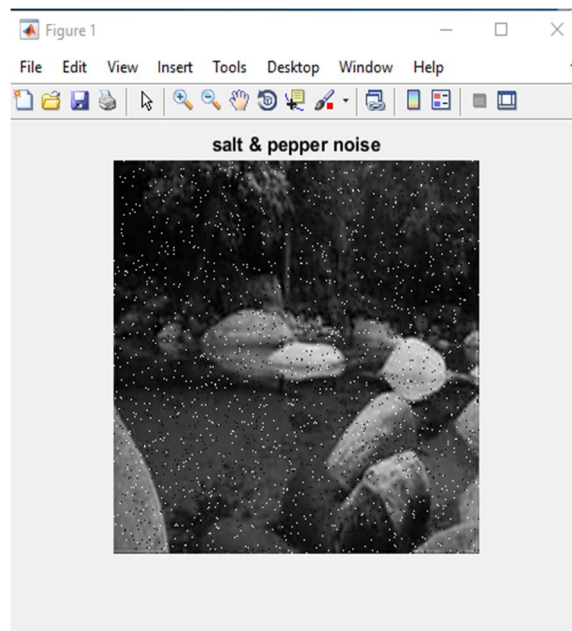 Figure 1
File Edit View Insert Tools Desktop Window Help
salt & pepper noise